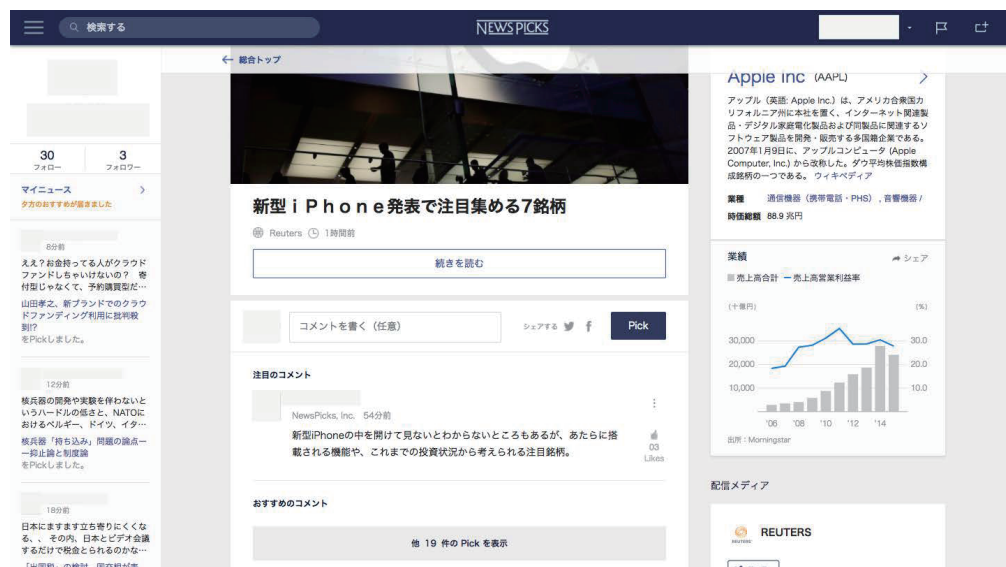 検索する
NEWSPICKS
← 総合トップ
30
フォロー
3
フォロワー
マイニュース
夕方のおすすめが届きました
8分前
ええ？お金持ってる人がクラウド
ファンドしちゃいけないの？　寄
付型じゃなくて、予約購買型だ…
山田孝之、新ブランドでのクラウ
ドファンディング利用に批判殺
到!?
をPickしました。
12分前
核兵器の開発や実験を伴わないと
いうハードルの低さと、NATOに
おけるベルギー、ドイツ、イタ…
核兵器「持ち込み」問題の論点ー
ー抑止論と制度論
をPickしました。
18分前
日本にますます立ち寄りにくくな
る、、その内、日本とビデオ会議
するだけで税金とられるのかな…
新型ｉＰｈｏｎｅ発表で注目集める7銘柄
Reuters 1時間前
続きを読む
コメントを書く（任意）
シェアする
Pick
注目のコメント
NewsPicks, Inc. 54分前
新型iPhoneの中を開けて見ないとわからないところもあるが、あたらに搭
載される機能や、これまでの投資状況から考えられる注目銘柄。
03
Likes
おすすめのコメント
他 19 件の Pick を表示
Apple Inc (AAPL)
アップル（英語: Apple Inc.）は、アメリカ合衆国カ
リフォルニア州に本社を置く、インターネット関連製
品・デジタル家庭電化製品および同製品に関連するソ
フトウェア製品を開発・販売する多国籍企業である。
2007年1月9日に、アップルコンピュータ (Apple
Computer, Inc.) から改称した。ダウ平均株価指数構
成銘柄の一つである。 ウィキペディア
業種 通信機器（携帯電話・PHS）, 音響機器 /
時価総額 88.9 兆円
業績
シェア
売上高合計 売上高営業利益率
(十億円)
(%)
30,000
30.0
20,000
20.0
10,000
10.0
'06 '08 '10 '12 '14
出所：Morningstar
配信メディア
REUTERS
REUTERS